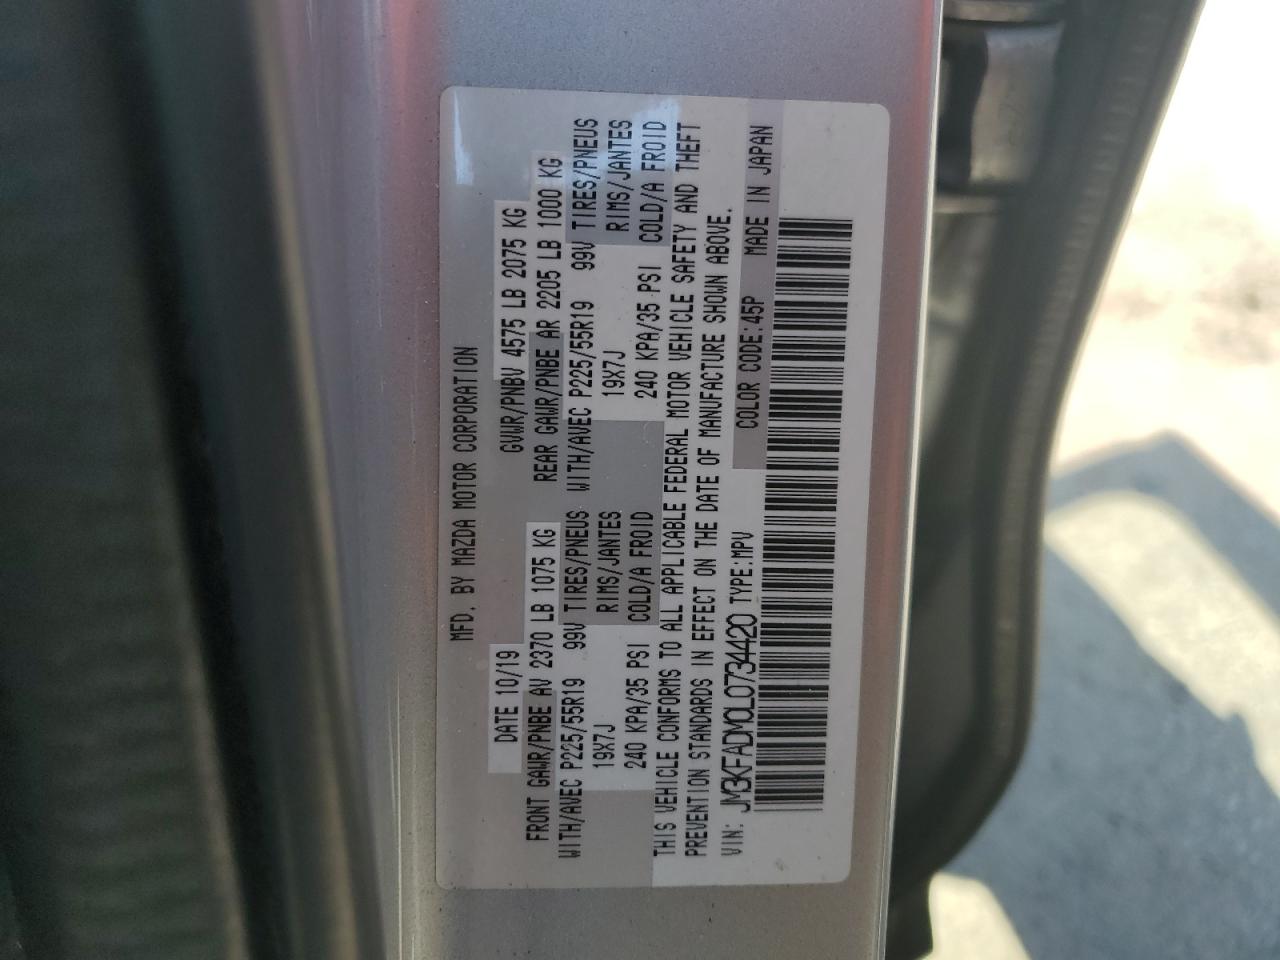 MFD. BY MAZDA MOTOR CORPORATION
DATE 10/19 GVWR/PNBV 4575 LB 2075 KG
FRONT GAWR/PNBE AV 2370 LB 1075 KG REAR GAWR/PNBE AR 2205 LB 1000 KG
WITH/AVEC P225/55R19 99V TIRES/PNEUS WITH/AVEC P225/55R19 99V TIRES/PNEUS
19X7J RIMS/JANTES 19X7J RIMS/JANTES
240 KPA/35 PSI COLD/A FROID 240 KPA/35 PSI COLD/A FROID
THIS VEHICLE CONFORMS TO ALL APPLICABLE FEDERAL MOTOR VEHICLE SAFETY AND THEFT
PREVENTION STANDARDS IN EFFECT ON THE DATE OF MANUFACTURE SHOWN ABOVE.
VIN: JM3KFADM0L0734420 TYPE:MPV COLOR CODE:45P MADE IN JAPAN